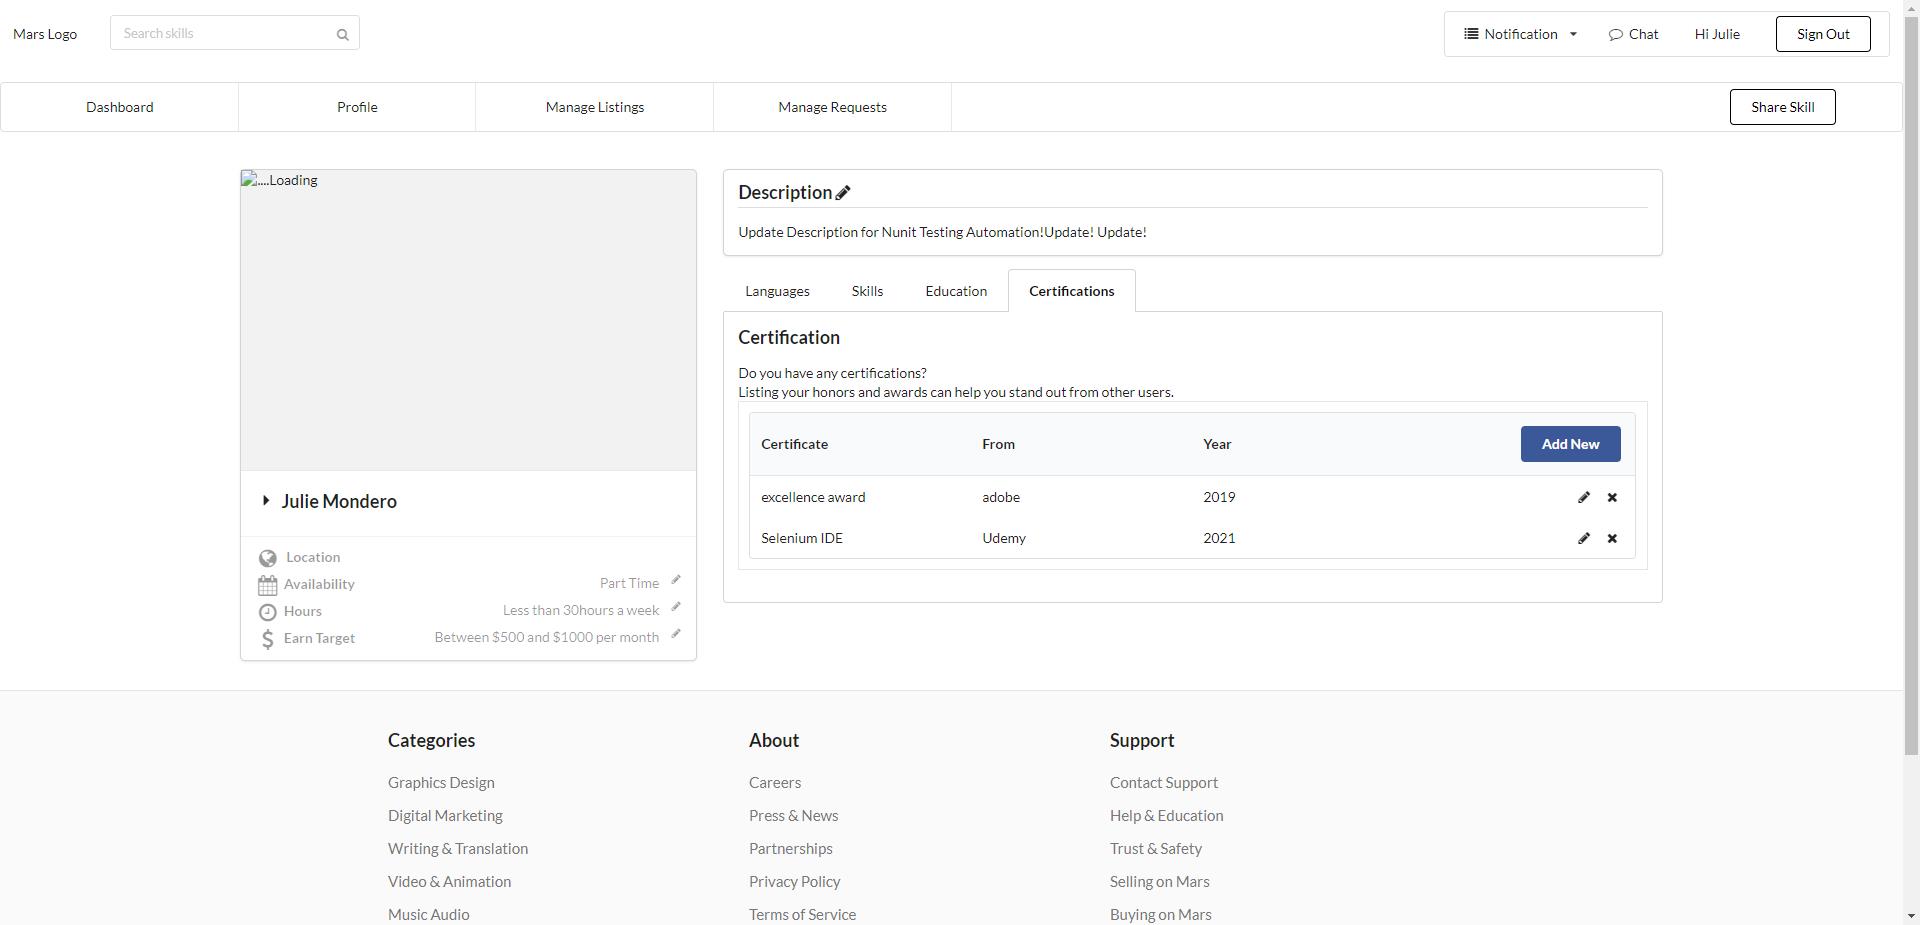 Mars Logo
Search skills
Notification
Chat
Hi Julie
Sign Out
Dashboard
Profile
Manage Listings
Manage Requests
Share Skill
....Loading
Julie Mondero
Location
Availability
Part Time
Hours
Less than 30hours a week
Earn Target
Between $500 and $1000 per month
Description
Update Description for Nunit Testing Automation!Update! Update!
Languages
Skills
Education
Certifications
Certification
Do you have any certifications?
Listing your honors and awards can help you stand out from other users.
Certificate
From
Year
Add New
excellence award
adobe
2019
Selenium IDE
Udemy
2021
Categories
Graphics Design
Digital Marketing
Writing & Translation
Video & Animation
Music Audio
About
Careers
Press & News
Partnerships
Privacy Policy
Terms of Service
Support
Contact Support
Help & Education
Trust & Safety
Selling on Mars
Buying on Mars